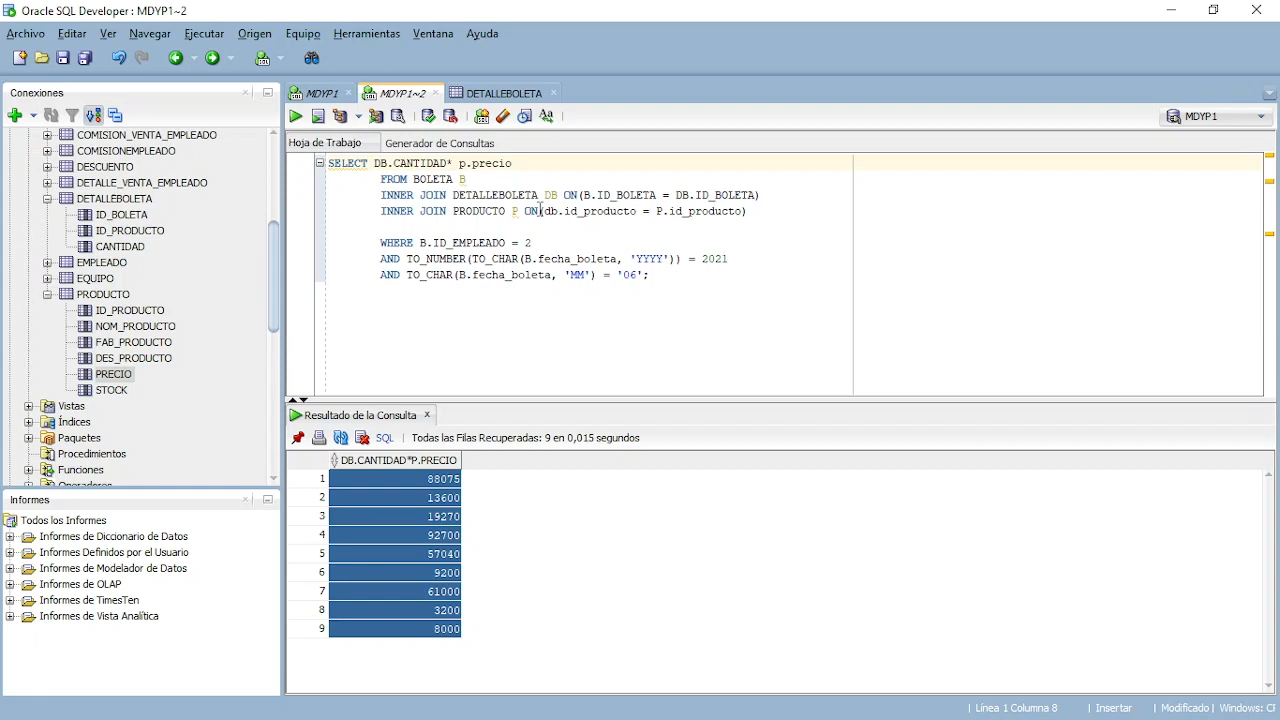 Oracle SQL Developer : MDYP1~2
Archivo Editar Ver Navegar Ejecutar Origen Equipo Herramientas Ventana Ayuda
Conexiones
COMISION_VENTA_EMPLEADO
COMISIONEMPLEADO
DESCUENTO
DETALLE_VENTA_EMPLEADO
DETALLEBOLETA
ID_BOLETA
ID_PRODUCTO
CANTIDAD
EMPLEADO
EQUIPO
PRODUCTO
ID_PRODUCTO
NOM_PRODUCTO
FAB_PRODUCTO
DES_PRODUCTO
PRECIO
STOCK
Vistas
Índices
Paquetes
Procedimientos
Funciones
Operadores
Informes
Todos los Informes
Informes de Diccionario de Datos
Informes Definidos por el Usuario
Informes de Modelador de Datos
Informes de OLAP
Informes de TimesTen
Informes de Vista Analítica
MDYP1 MDYP1~2 DETALLEBOLETA
MDYP1
Hoja de Trabajo Generador de Consultas
SELECT DB.CANTIDAD* p.precio
FROM BOLETA B
INNER JOIN DETALLEBOLETA DB ON(B.ID_BOLETA = DB.ID_BOLETA)
INNER JOIN PRODUCTO P ON(db.id_producto = P.id_producto)
WHERE B.ID_EMPLEADO = 2
AND TO_NUMBER(TO_CHAR(B.fecha_boleta, 'YYYY')) = 2021
AND TO_CHAR(B.fecha_boleta, 'MM') = '06';
Resultado de la Consulta
SQL Todas las Filas Recuperadas: 9 en 0,015 segundos
DB.CANTIDAD*P.PRECIO
1 88075
2 13600
3 19270
4 92700
5 57040
6 9200
7 61000
8 3200
9 8000
Línea 1 Columna 8 Insertar Modificado Windows: CF